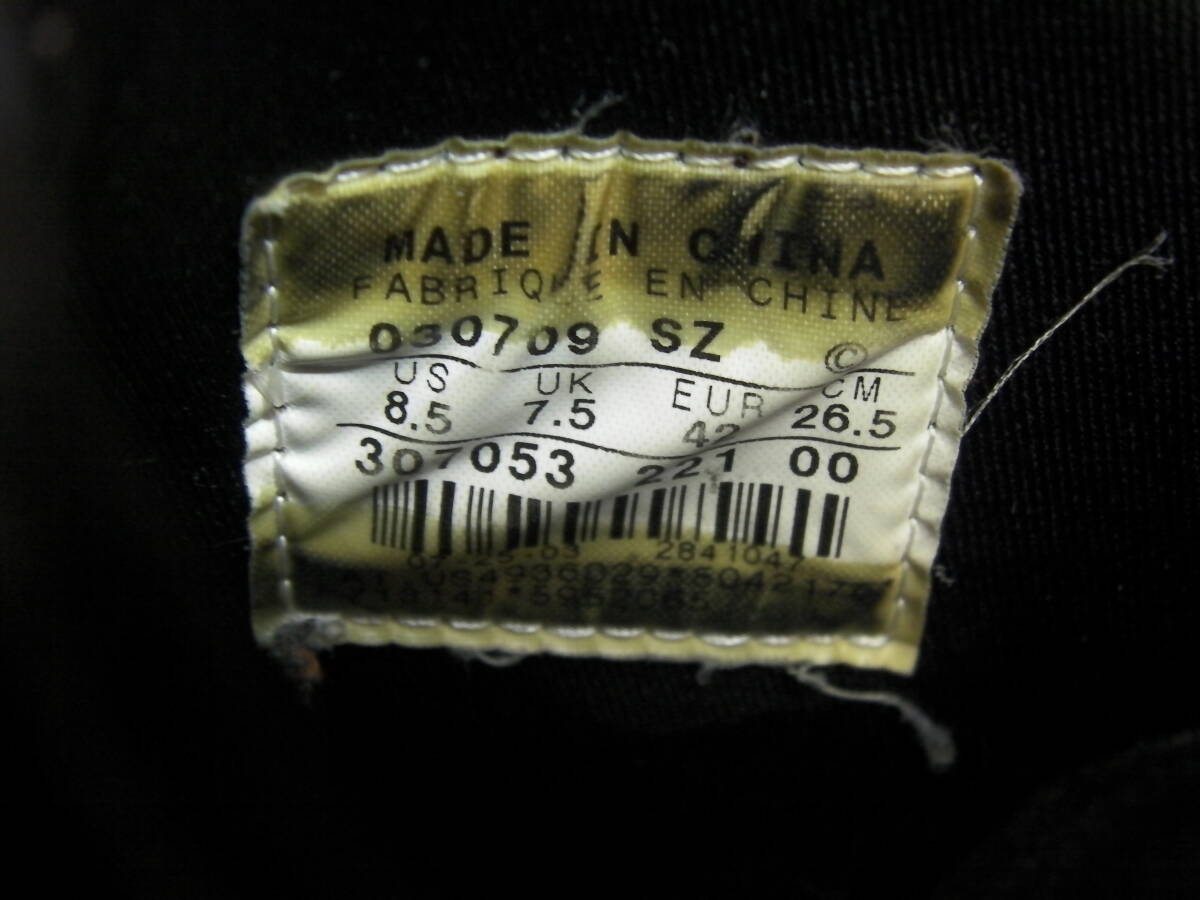 MADE IN CHINA
FABRIQUE EN CHINE
030709 SZ ©
US UK EUR CM
8.5 7.5 42 26.5
307053 221 00
2841047